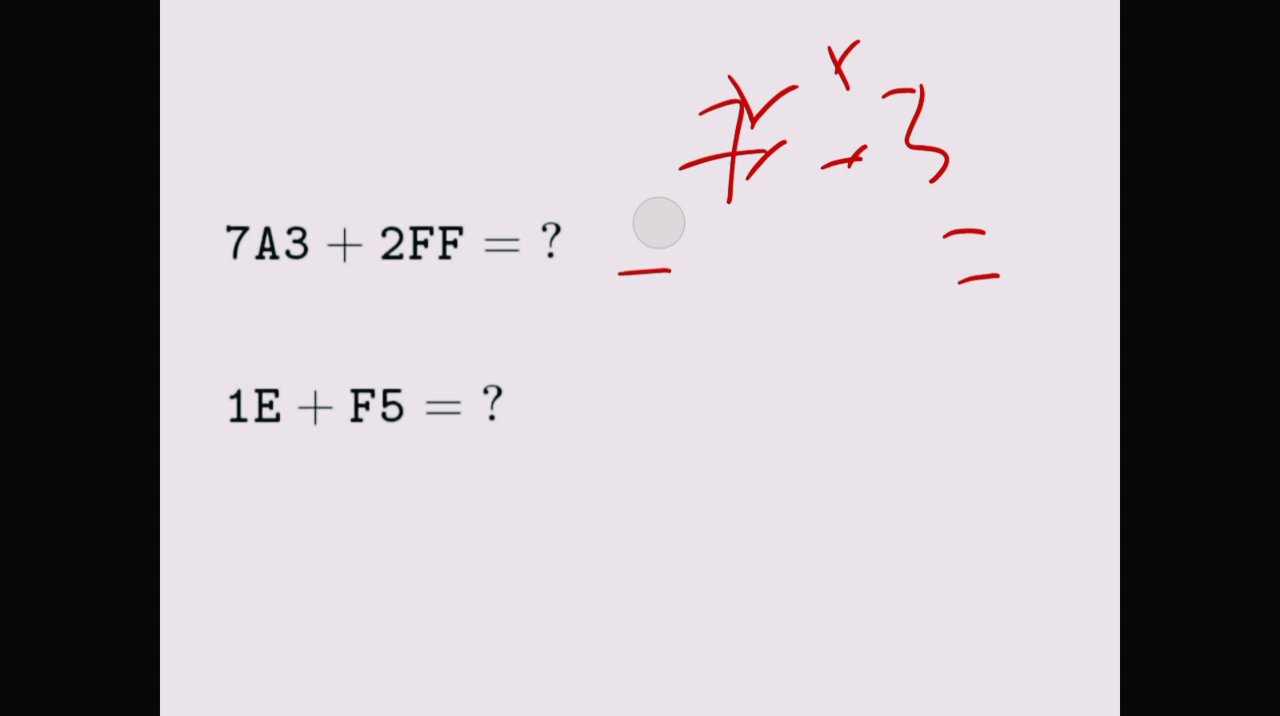 7A3 + 2FF = ?
1E + F5 = ?